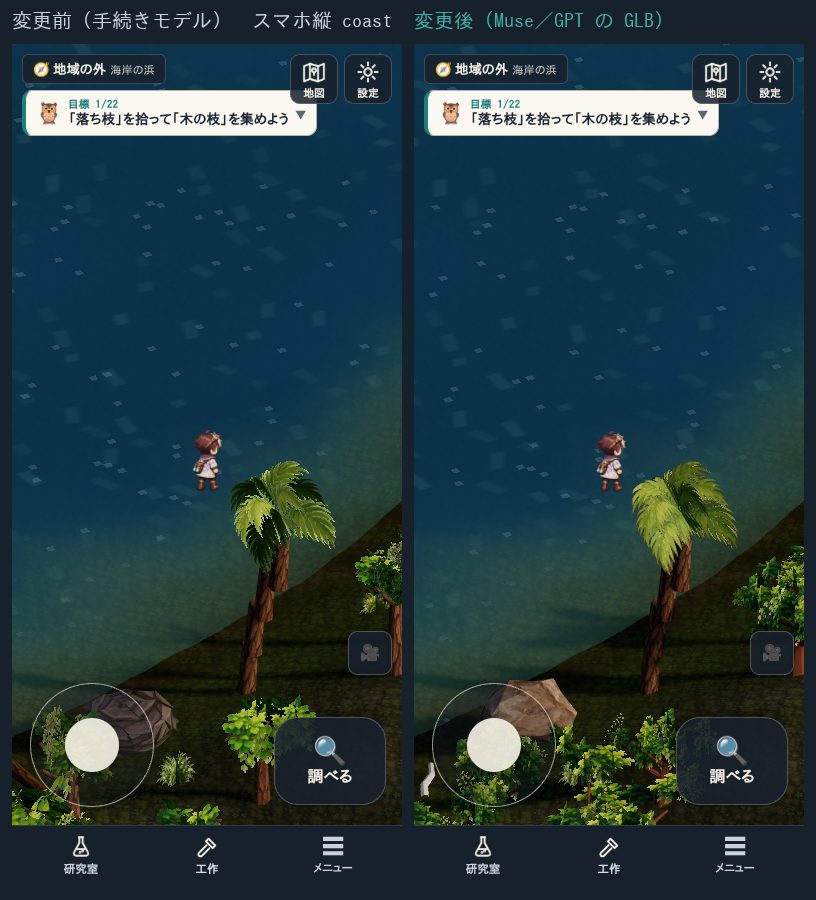 変更前（手続きモデル）　スマホ縦 coast
変更後（Muse／GPT の GLB）
地域の外 海岸の浜
地図
設定
目標 1/22
「落ち枝」を拾って「木の枝」を集めよう
調べる
研究室
工作
メニュー
地域の外 海岸の浜
地図
設定
目標 1/22
「落ち枝」を拾って「木の枝」を集めよう
調べる
研究室
工作
メニュー